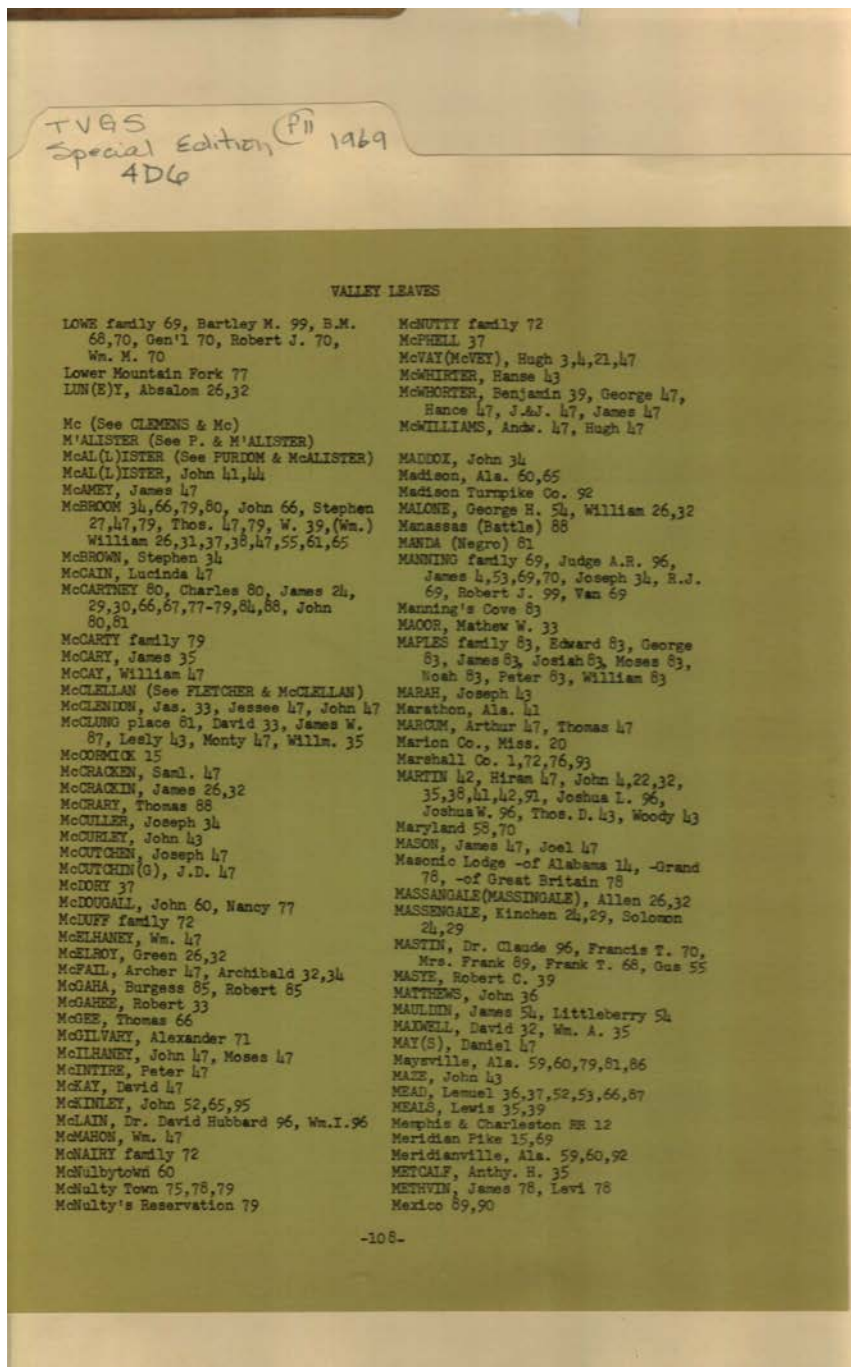 TVGS
Special Edition PII 1969
4D6
VALLEY LEAVES
LOWE family 69, Bartley M. 99, B.M.
68,70, Gen'l 70, Robert J. 70,
Wm. M. 70
Lower Mountain Fork 77
LUN(E)Y, Absalom 26,32
Mc (See CLEMENS & Mc)
M'ALISTER (See P. & M'ALISTER)
McAL(L)ISTER (See PURDOM & McALISTER)
McAL(L)ISTER, John 41,44
McAMEY, James 47
McBROOM 34,66,79,80, John 66, Stephen
27,47,79, Thos. 47,79, W. 39,(Wm.)
William 26,31,37,38,47,55,61,65
McBROWN, Stephen 34
McCAIN, Lucinda 47
McCARTNEY 80, Charles 80, James 24,
29,30,66,67,77-79,84,88, John
80,81
McCARTY family 79
McCARY, James 35
McCAY, William 47
McCLELLAN (See FLETCHER & McCLELLAN)
McCLENDON, Jas. 33, Jessee 47, John 47
McCLUNG place 81, David 33, James W.
87, Lesly 43, Monty 47, Willm. 35
McCORMICK 15
McCRACKEN, Saml. 47
McCRACKIN, James 26,32
McCRARY, Thomas 88
McCULLER, Joseph 34
McCURLEY, John 43
McCUTCHEN, Joseph 47
McCUTCHIN(G), J.D. 47
McDORY 37
McDOUGALL, John 60, Nancy 77
McDUFF family 72
McELHANEY, Wm. 47
McELROY, Green 26,32
McFAIL, Archer 47, Archibald 32,34
McGAHA, Burgess 85, Robert 85
McGAHEE, Robert 33
McGEE, Thomas 66
McGILVARY, Alexander 71
McILHANEY, John 47, Moses 47
McINTIRE, Peter 47
McKAY, David 47
McKINLEY, John 52,65,95
McLAIN, Dr. David Hubbard 96, Wm.I.96
McMAHON, Wm. 47
McNAIRY family 72
McNulbytown 60
McNulty Town 75,78,79
McNulty's Reservation 79
McNUTTY family 72
McPHELL 37
McVAY(McVEY), Hugh 3,4,21,47
McWHIRTER, Hanse 43
McWHORTER, Benjamin 39, George 47,
Hance 47, J.&J. 47, James 47
McWILLIAMS, Andw. 47, Hugh 47
MADDOX, John 34
Madison, Ala. 60,65
Madison Turnpike Co. 92
MALONE, George H. 54, William 26,32
Manassas (Battle) 88
MANDA (Negro) 81
MANNING family 69, Judge A.R. 96,
James 4,53,69,70, Joseph 34, R.J.
69, Robert J. 99, Van 69
Manning's Cove 83
MAOOR, Mathew W. 33
MAPLES family 83, Edward 83, George
83, James 83, Josiah 83, Moses 83,
Noah 83, Peter 83, William 83
MARAH, Joseph 43
Marathon, Ala. 41
MARCUM, Arthur 47, Thomas 47
Marion Co., Miss. 20
Marshall Co. 1,72,76,93
MARTIN 42, Hiram 47, John 4,22,32,
35,38,41,42,91, Joshua L. 96,
Joshua W. 96, Thos. D. 43, Woody 43
Maryland 58,70
MASON, James 47, Joel 47
Masonic Lodge -of Alabama 14, -Grand
78, -of Great Britain 78
MASSANGALE(MASSINGALE), Allen 26,32
MASSENGALE, Kinchen 24,29, Solomon
24,29
MASTIN, Dr. Claude 96, Francis T. 70,
Mrs. Frank 89, Frank T. 68, Gus 55
MASYE, Robert C. 39
MATTHEWS, John 36
MAULDIN, James 54, Littleberry 54
MAXWELL, David 32, Wm. A. 35
MAY(S), Daniel 47
Maysville, Ala. 59,60,79,81,86
MAZE, John 43
MEAD, Lemuel 36,37,52,53,66,87
MEALS, Lewis 35,39
Memphis & Charleston RR 12
Meridian Pike 15,69
Meridianville, Ala. 59,60,92
METCALF, Anthy. H. 35
METHVIN, James 78, Levi 78
Mexico 89,90
-108-